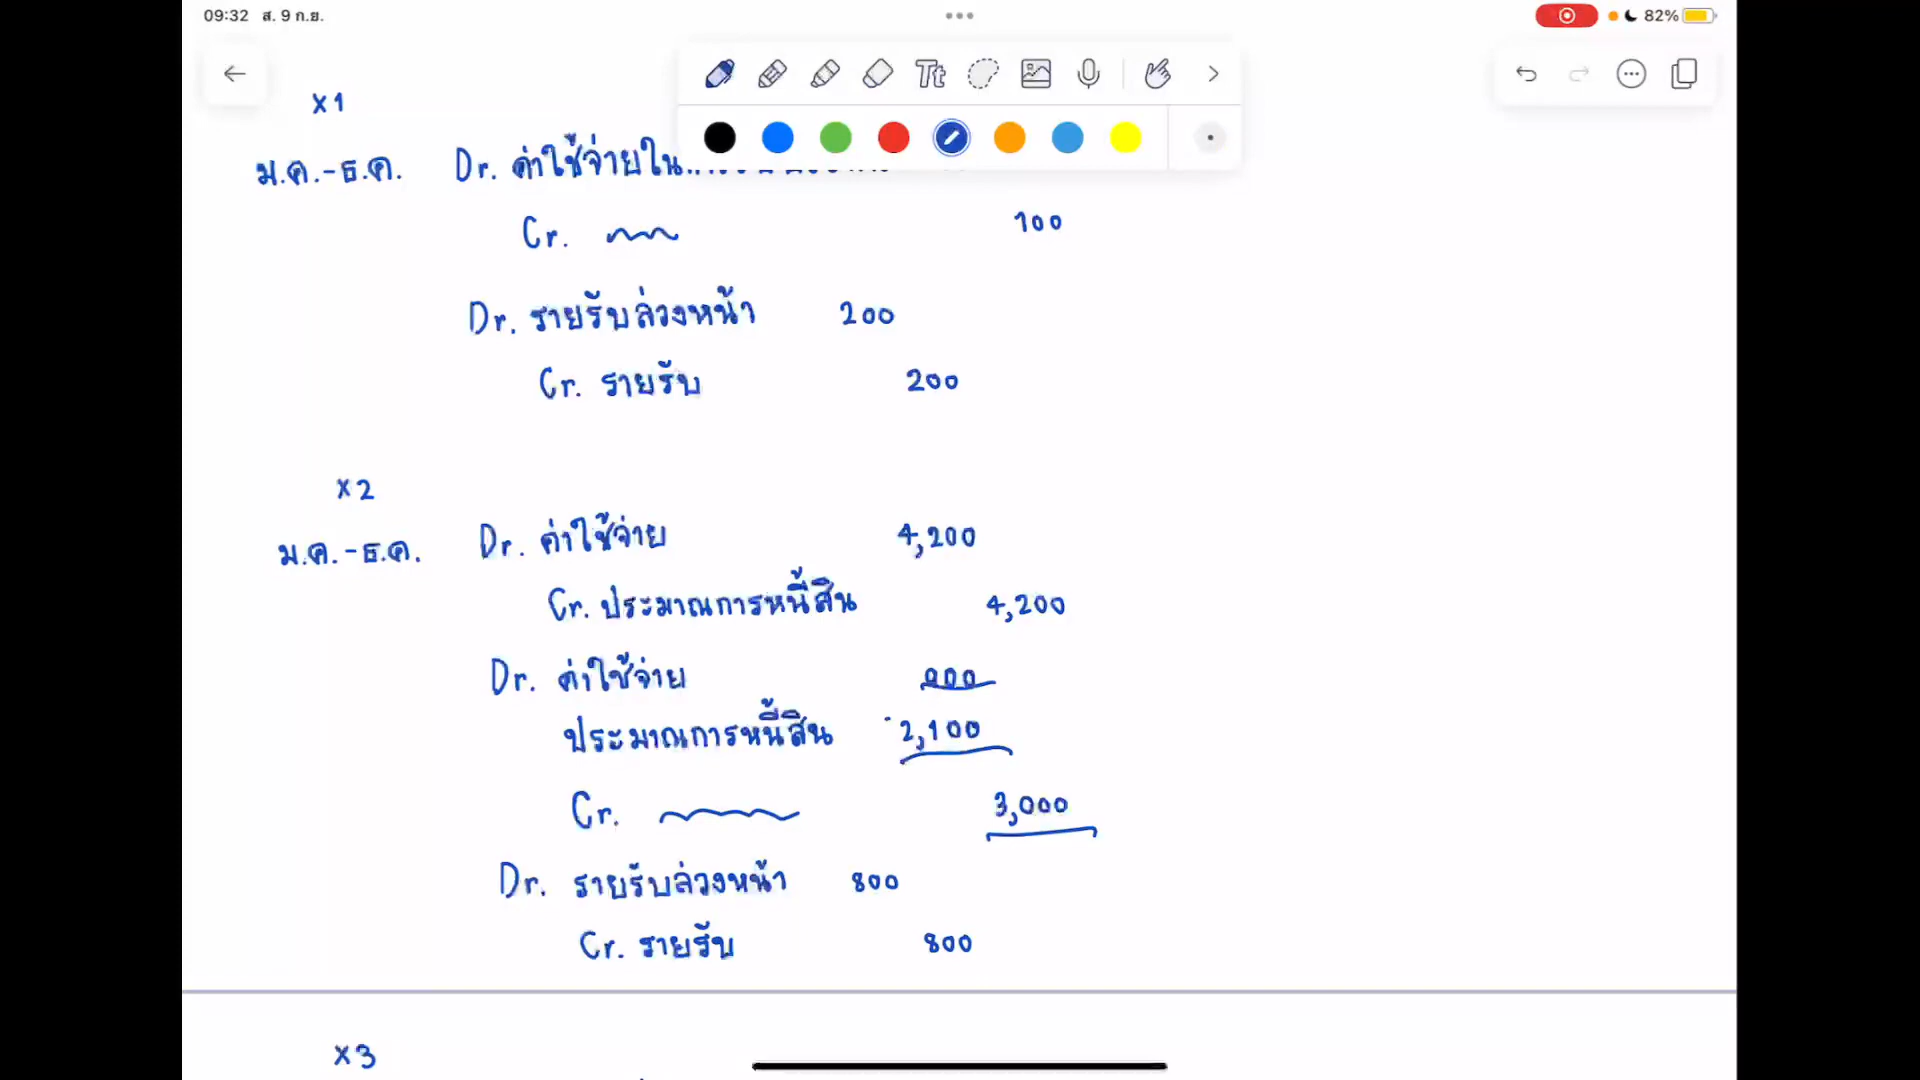 09:32 ส. 9 ก.ย.
82%
Tt
X1
ม.ค.-ธ.ค. Dr. ค่าใช้จ่ายใน
Cr. 100
Dr. รายรับล่วงหน้า 200
Cr. รายรับ 200
X2
ม.ค.-ธ.ค. Dr. ค่าใช้จ่าย 4,200
Cr. ประมาณการหนี้สิน 4,200
Dr. ค่าใช้จ่าย
ประมาณการหนี้สิน 2,100
Cr. 3,000
Dr. รายรับล่วงหน้า 800
Cr. รายรับ 800
X3